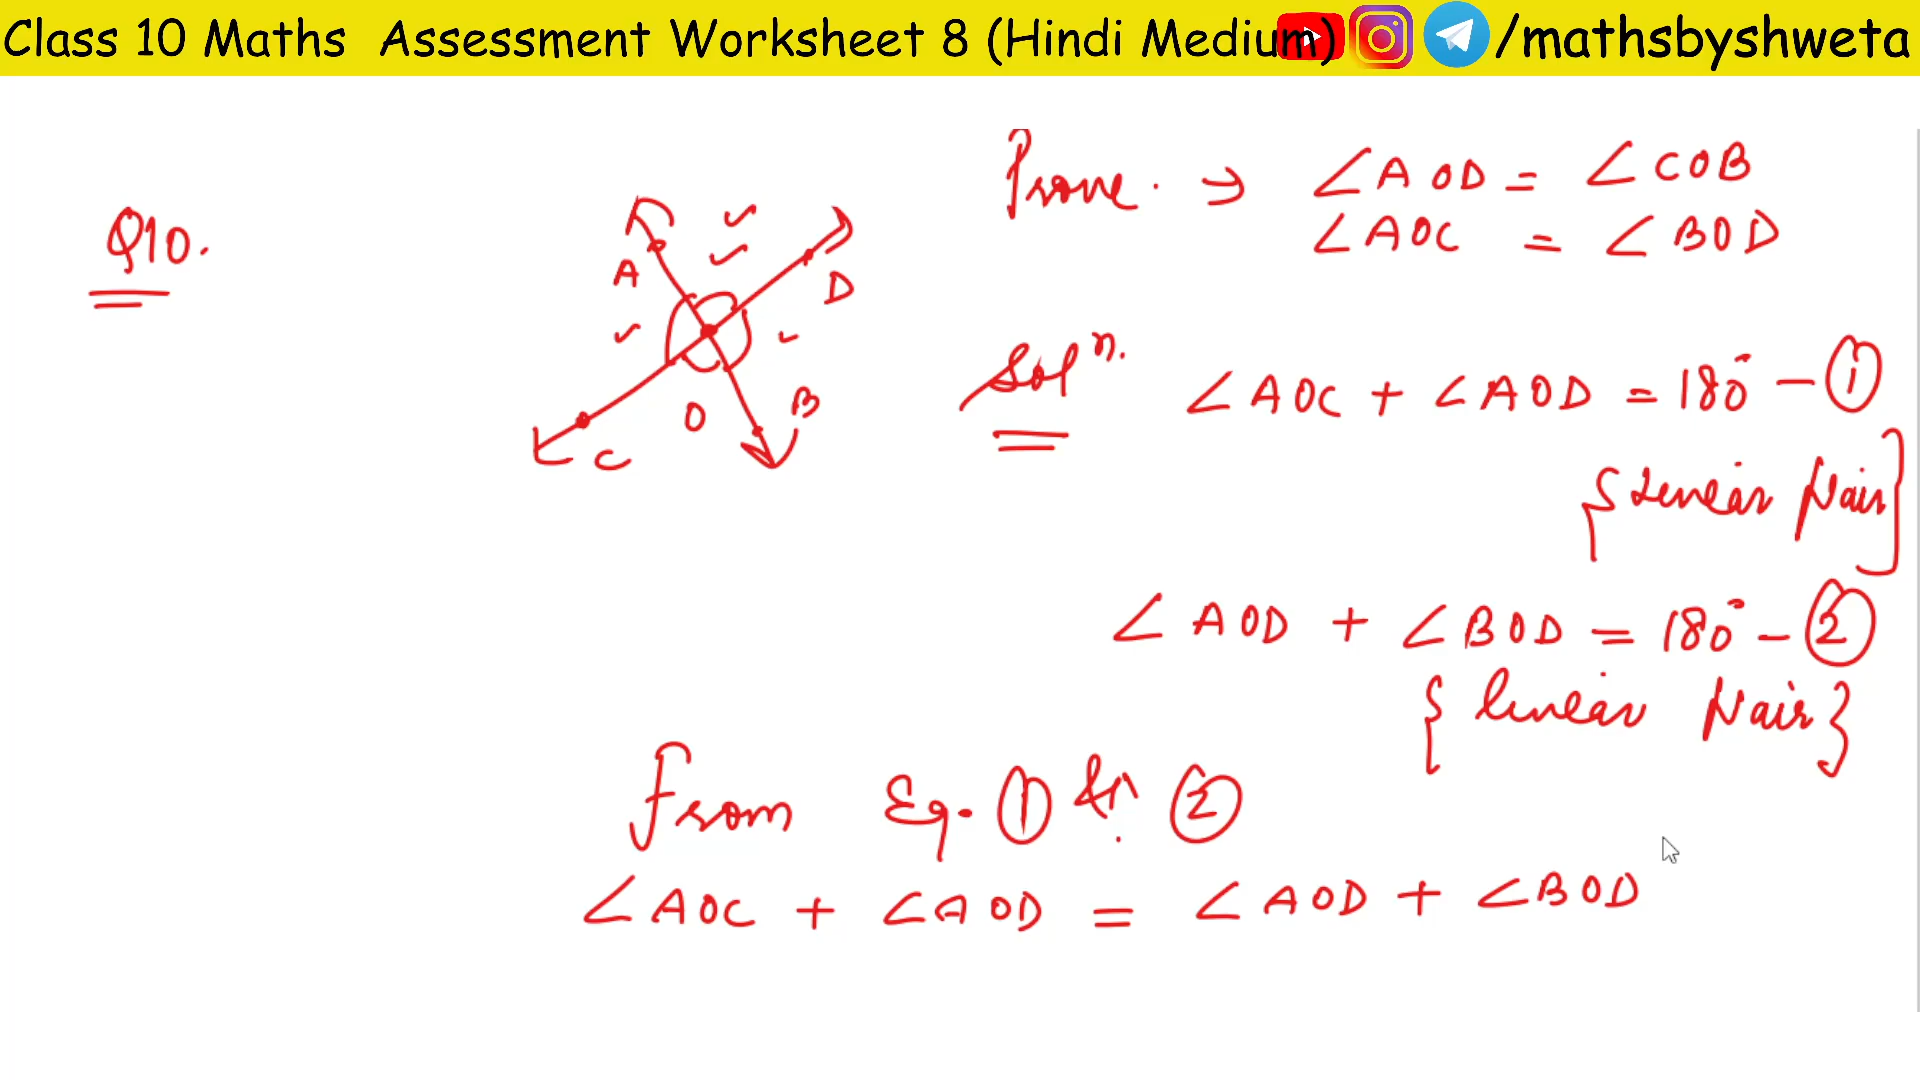 Class 10 Maths Assessment Worksheet 8 (Hindi Medium) /mathsbyshweta
Q10.
Prove. → ∠AOD = ∠COB
∠AOC = ∠BOD
A
D
B
O
C
Solⁿ. ∠AOC + ∠AOD = 180° - ①
{Linear Pair}
∠AOD + ∠BOD = 180° - ②
{linear Pair}
From Eq. ① & ②
∠AOC + ∠AOD = ∠AOD + ∠BOD